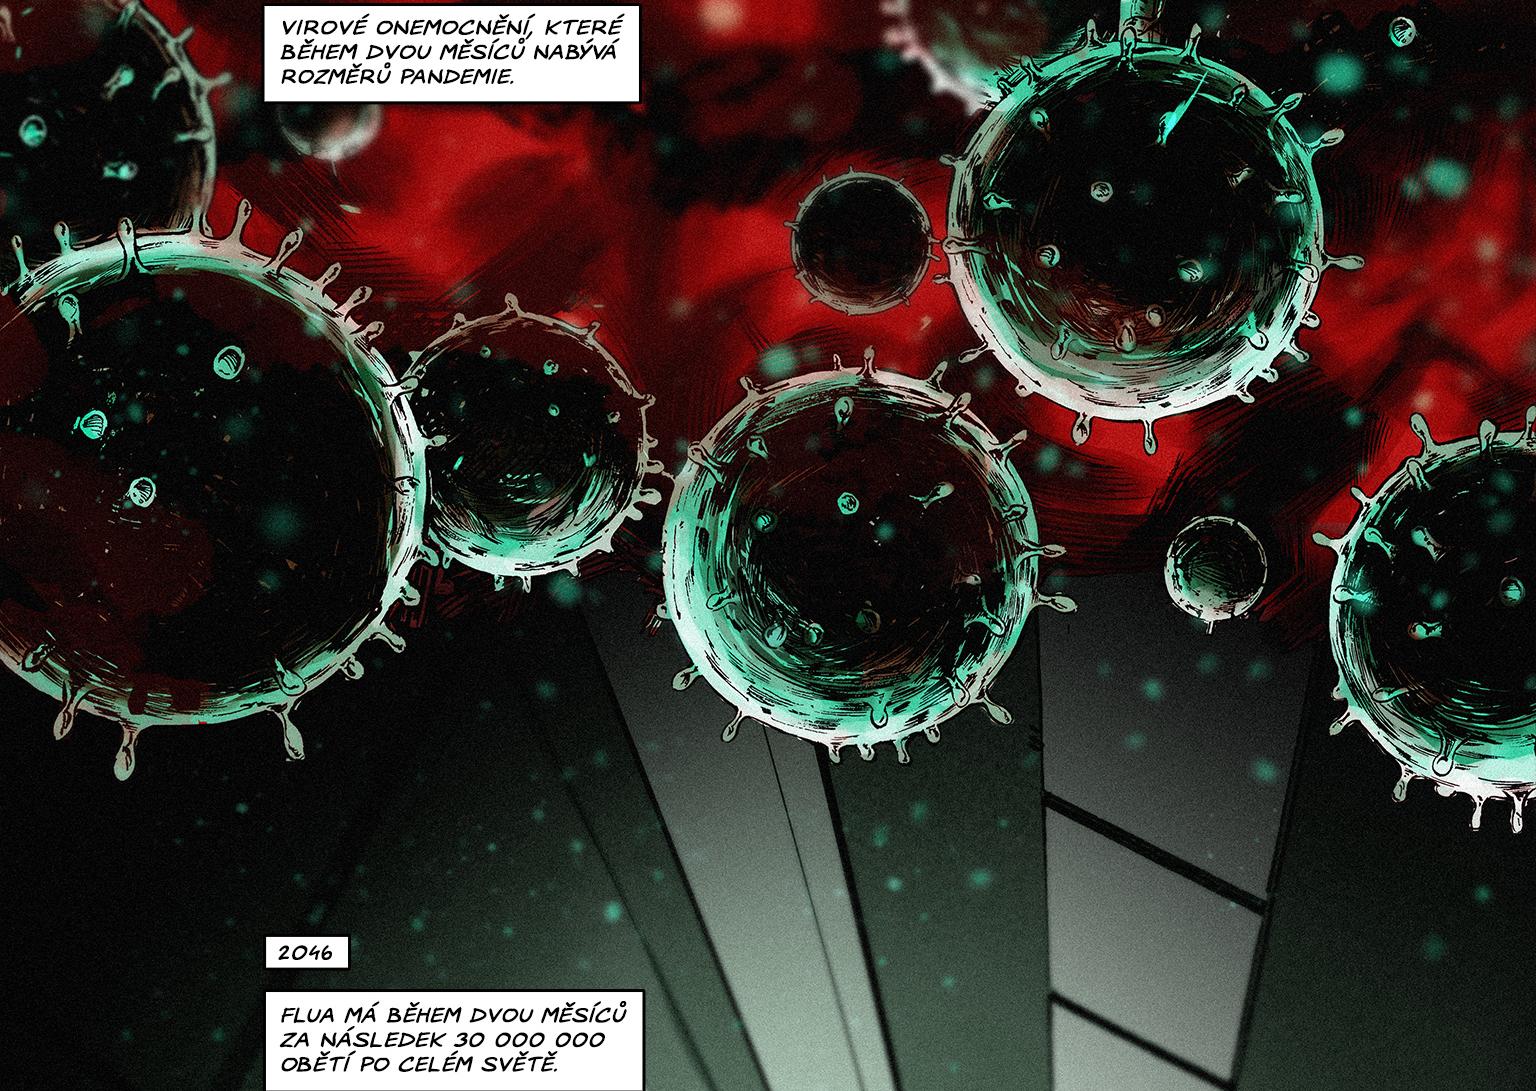 VIROVÉ ONEMOCNĚNÍ, KTERÉ
BĚHEM DVOU MĚSÍCŮ NABÝVÁ
ROZMĚRŮ PANDEMIE.
2046
FLUA MÁ BĚHEM DVOU MĚSÍCŮ
ZA NÁSLEDEK 30 000 000
OBĚTÍ PO CELÉM SVĚTĚ.